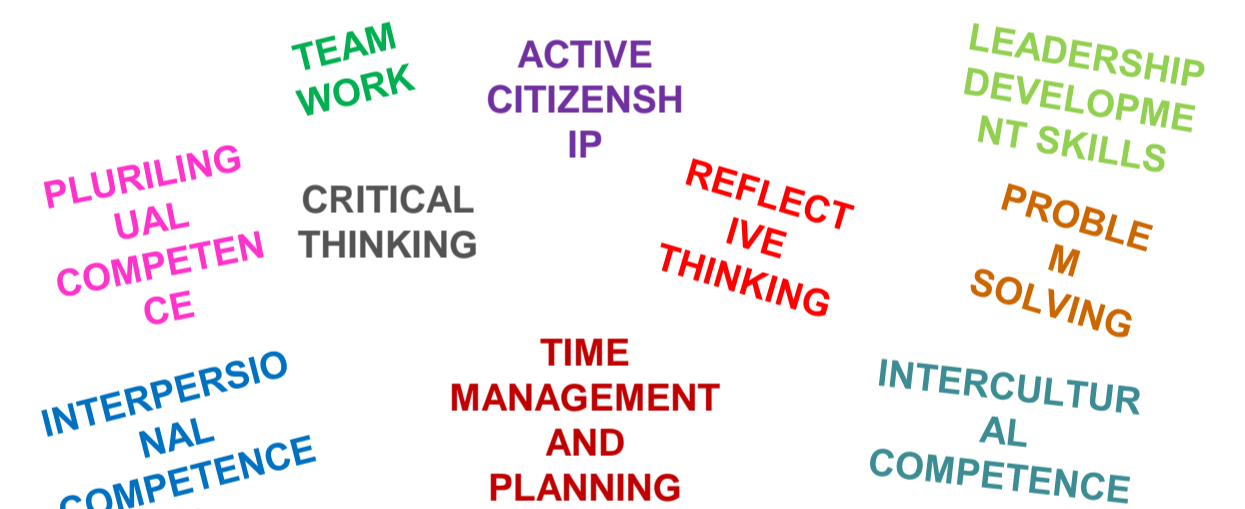 TEAM
WORK
ACTIVE
CITIZENSH
IP
LEADERSHIP
DEVELOPME
NT SKILLS
PLURILING
UAL
COMPETEN
CE
CRITICAL
THINKING
REFLECT
IVE
THINKING
PROBLE
M
SOLVING
INTERPERSIO
NAL
COMPETENCE
TIME
MANAGEMENT
AND
PLANNING
INTERCULTUR
AL
COMPETENCE